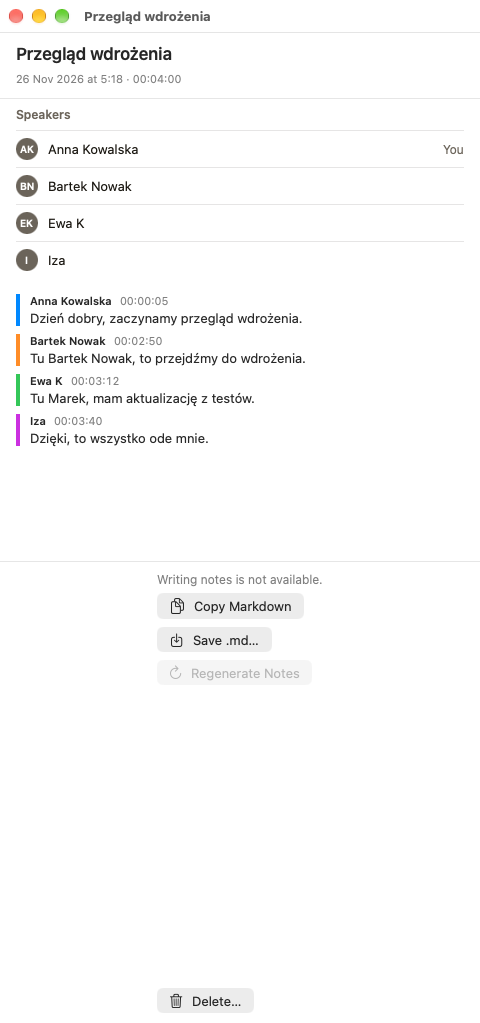 Przegląd wdrożenia
Przegląd wdrożenia
26 Nov 2026 at 5:18 · 00:04:00
Speakers
AK Anna Kowalska You
BN Bartek Nowak
EK Ewa K
I Iza
Anna Kowalska 00:00:05
Dzień dobry, zaczynamy przegląd wdrożenia.
Bartek Nowak 00:02:50
Tu Bartek Nowak, to przejdźmy do wdrożenia.
Ewa K 00:03:12
Tu Marek, mam aktualizację z testów.
Iza 00:03:40
Dzięki, to wszystko ode mnie.
Writing notes is not available.
Copy Markdown
Save .md...
Regenerate Notes
Delete...